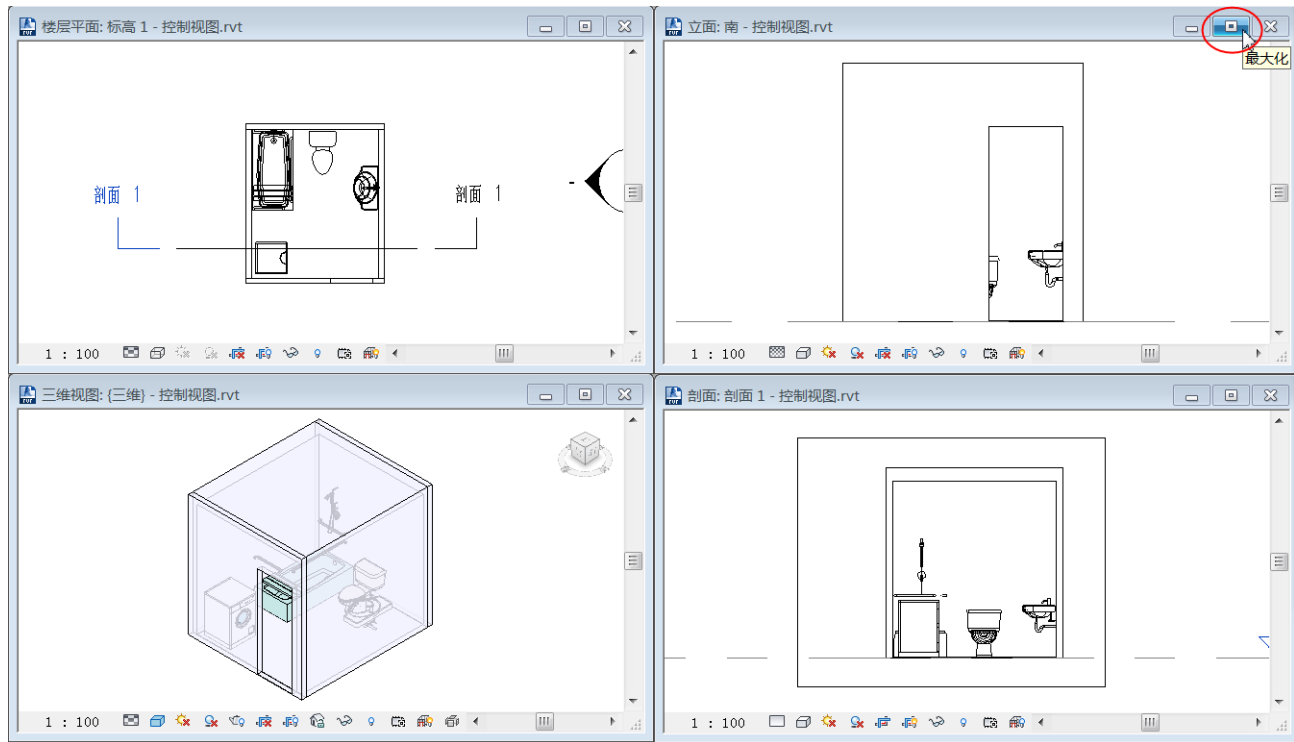 楼层平面: 标高 1 - 控制视图.rvt
剖面 1
剖面 1
-
1 : 100
立面: 南 - 控制视图.rvt
最大化
1 : 100
三维视图: {三维} - 控制视图.rvt
1 : 100
剖面: 剖面 1 - 控制视图.rvt
1 : 100